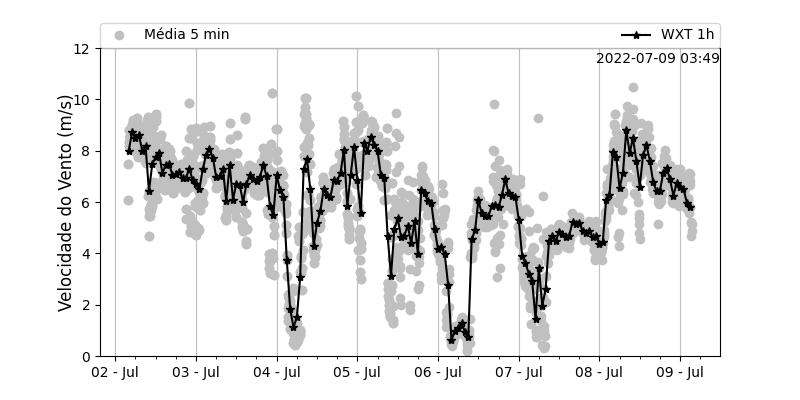 Média 5 min
WXT 1h
2022-07-09 03:49
Velocidade do Vento (m/s)
12
10
8
6
4
2
0
02 - Jul
03 - Jul
04 - Jul
05 - Jul
06 - Jul
07 - Jul
08 - Jul
09 - Jul